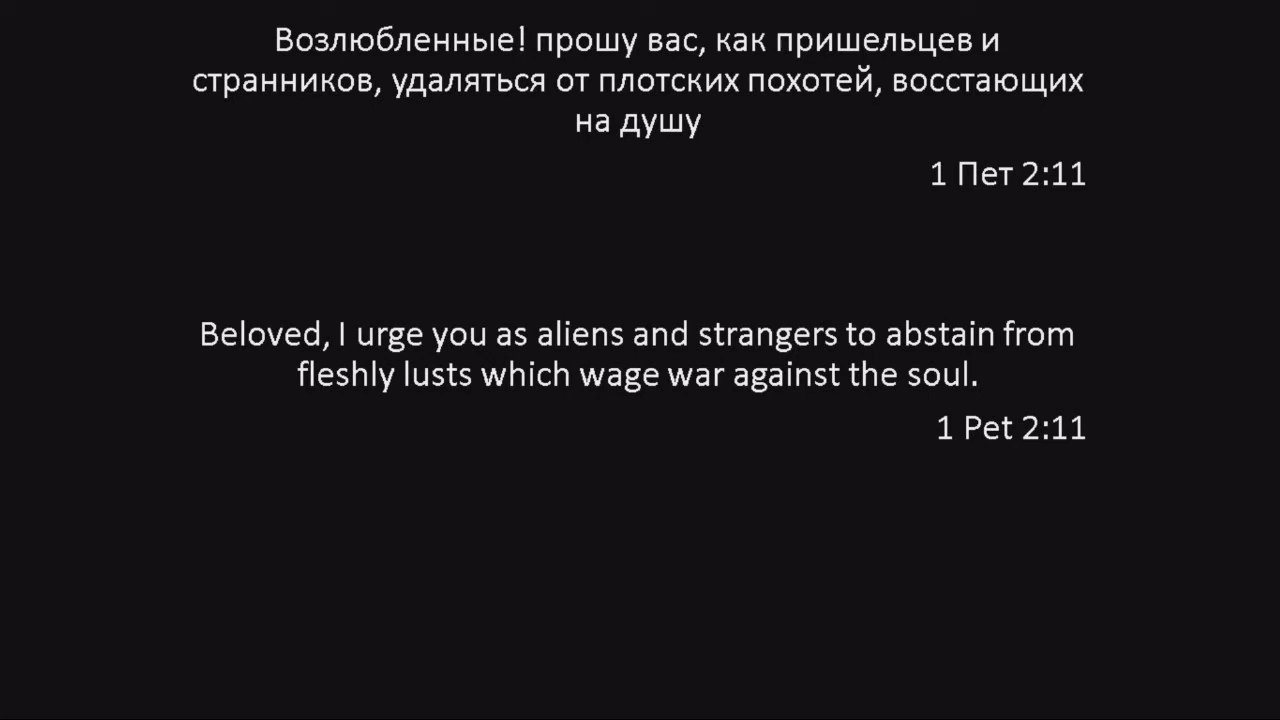 Возлюбленные! прошу вас, как пришельцев и
странников, удаляться от плотских похотей, восстающих
на душу
1 Пет 2:11
Beloved, I urge you as aliens and strangers to abstain from
fleshly lusts which wage war against the soul.
1 Pet 2:11